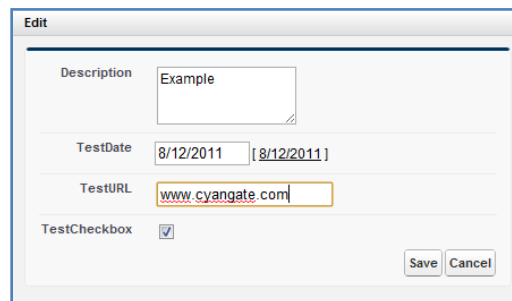 Edit
Description Example
TestDate 8/12/2011 [ 8/12/2011 ]
TestURL www.cyangate.com
TestCheckbox
Save Cancel